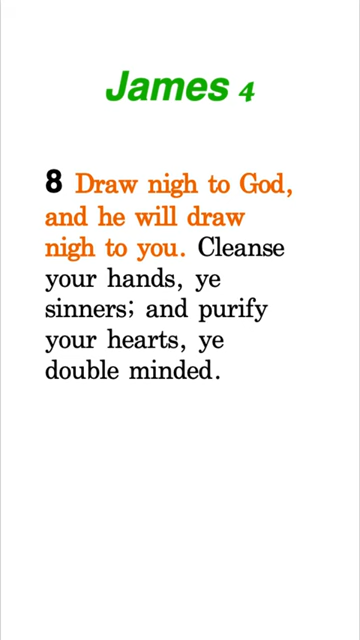 James 4
8 Draw nigh to God,
and he will draw
nigh to you. Cleanse
your hands, ye
sinners; and purify
your hearts, ye
double minded.